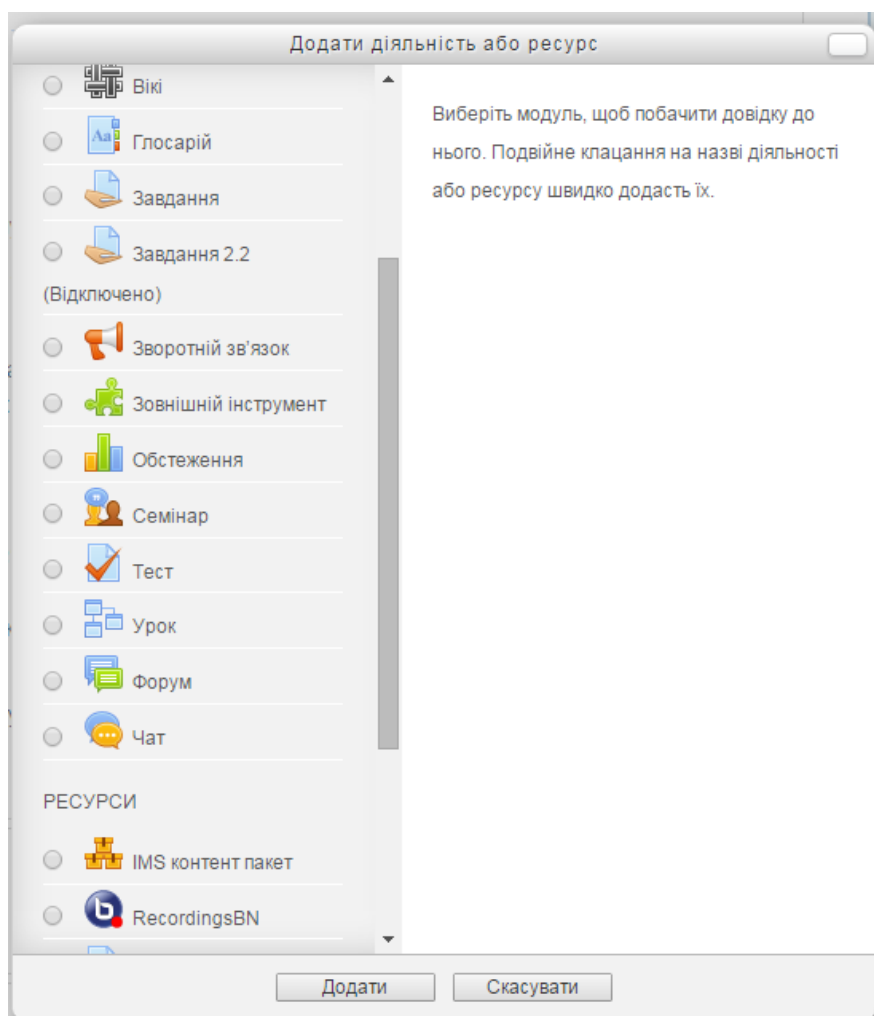 Додати діяльність або ресурс
Вікі
Глосарій
Завдання
Завдання 2.2
(Відключено)
Зворотній зв'язок
Зовнішній інструмент
Обстеження
Семінар
Тест
Урок
Форум
Чат
РЕСУРСИ
IMS контент пакет
RecordingsBN
Виберіть модуль, щоб побачити довідку до
нього. Подвійне клацання на назві діяльності
або ресурсу швидко додасть їх.
Додати
Скасувати